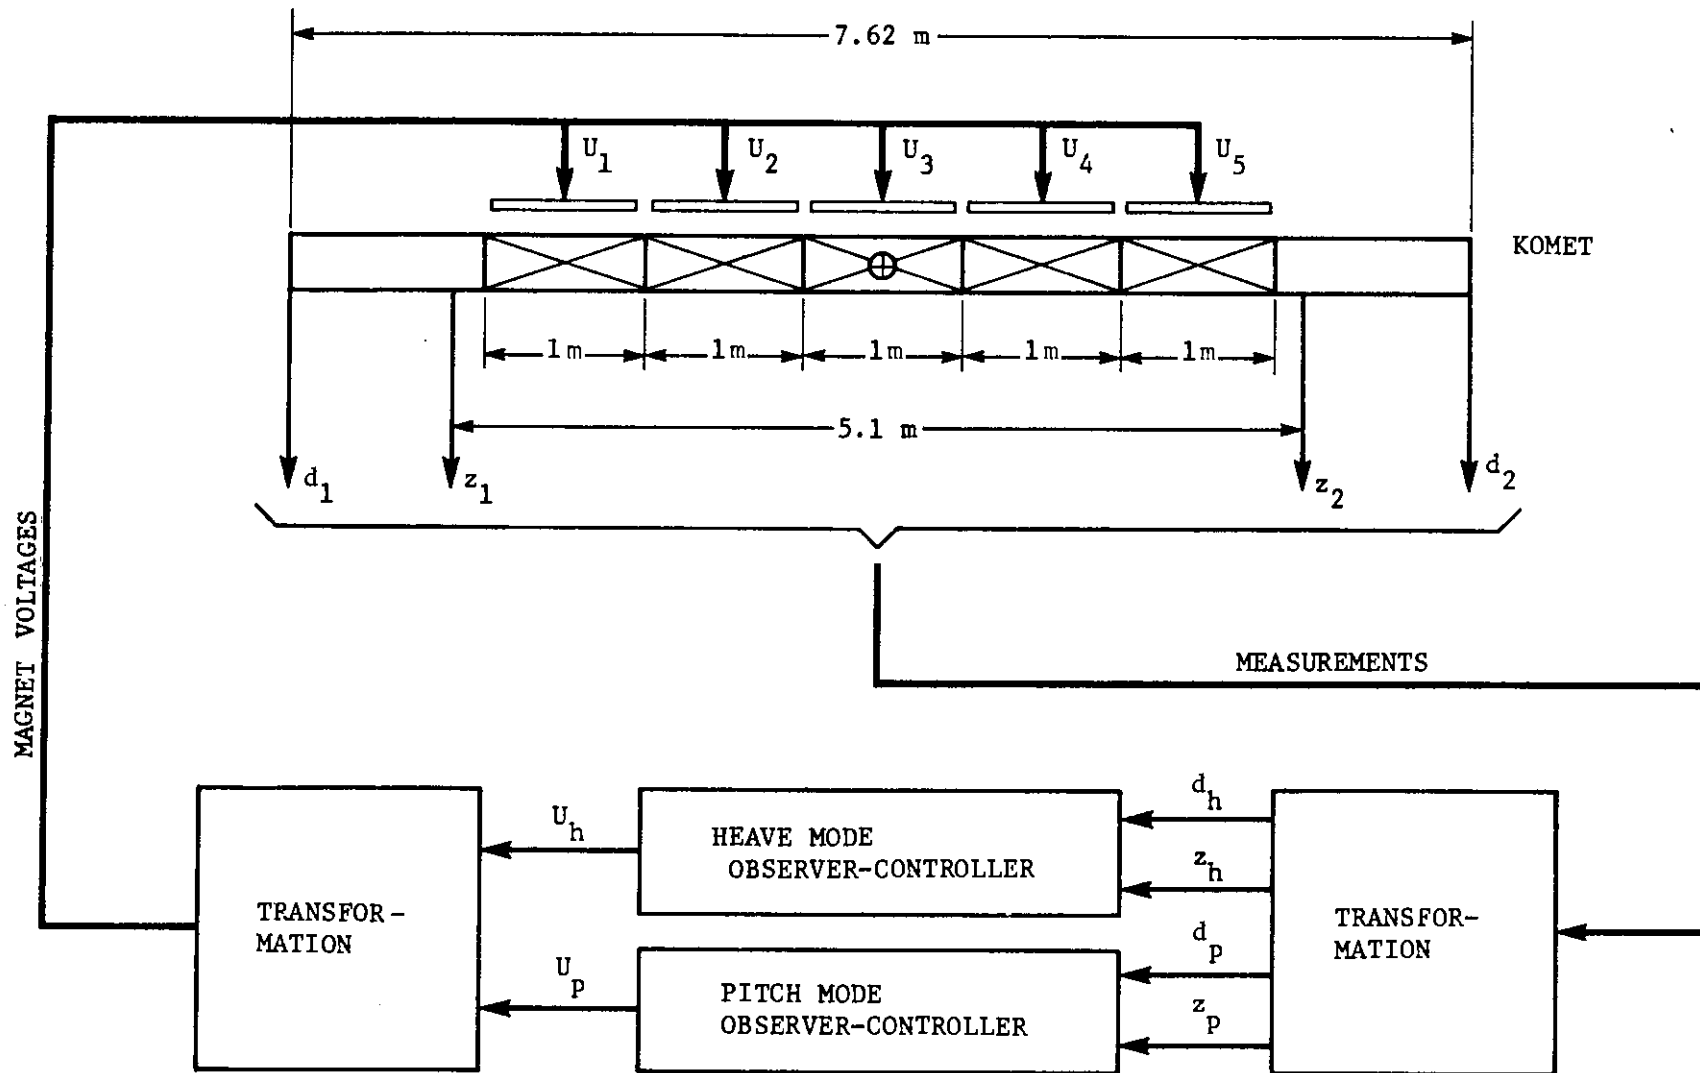 7.62 m
U1 U2 U3 U4 U5
KOMET
1m 1m 1m 1m 1m
5.1 m
d1 z1 z2 d2
MAGNET VOLTAGES
MEASUREMENTS
TRANSFOR-
MATION
Uh
Up
HEAVE MODE
OBSERVER-CONTROLLER
PITCH MODE
OBSERVER-CONTROLLER
dh
zh
dp
zp
TRANSFOR-
MATION